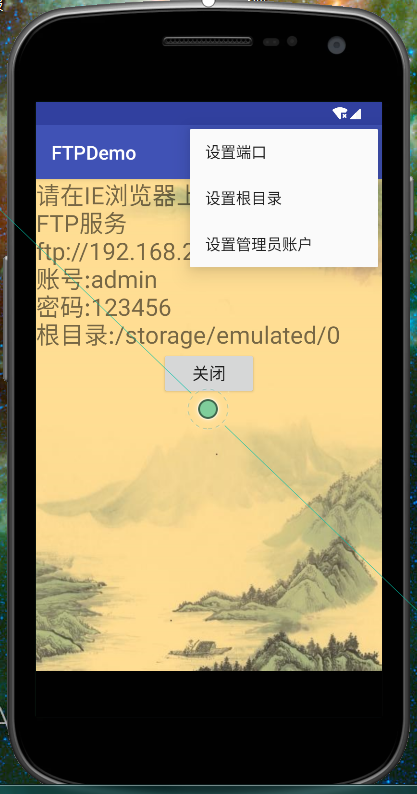 FTPDemo
设置端口
设置根目录
设置管理员账户
请在IE浏览器上
FTP服务
ftp://192.168.2
账号:admin
密码:123456
根目录:/storage/emulated/0
关闭